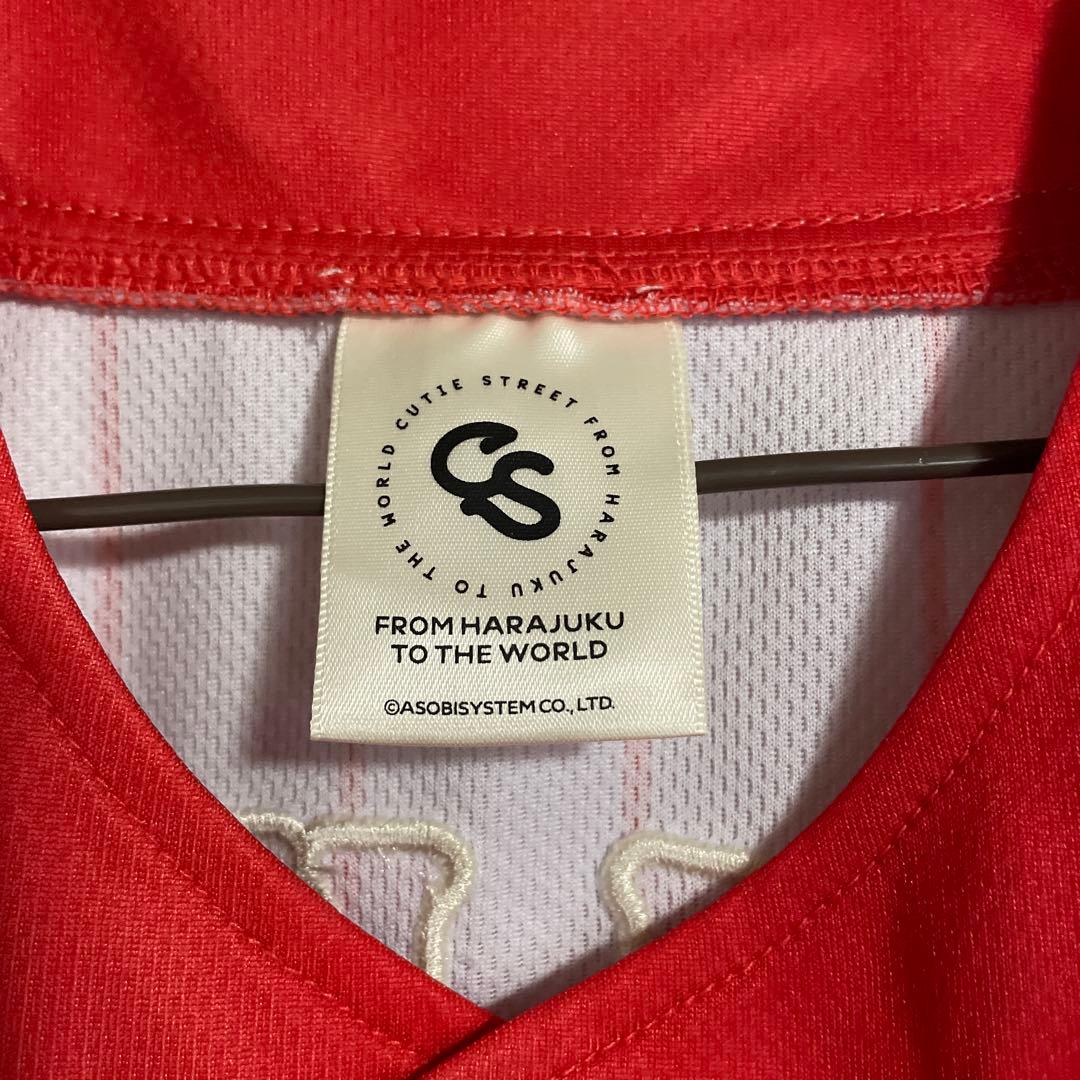 CUTIE STREET FROM HARAJUKU TO THE WORLD
CS
FROM HARAJUKU
TO THE WORLD
©ASOBISYSTEM CO., LTD.